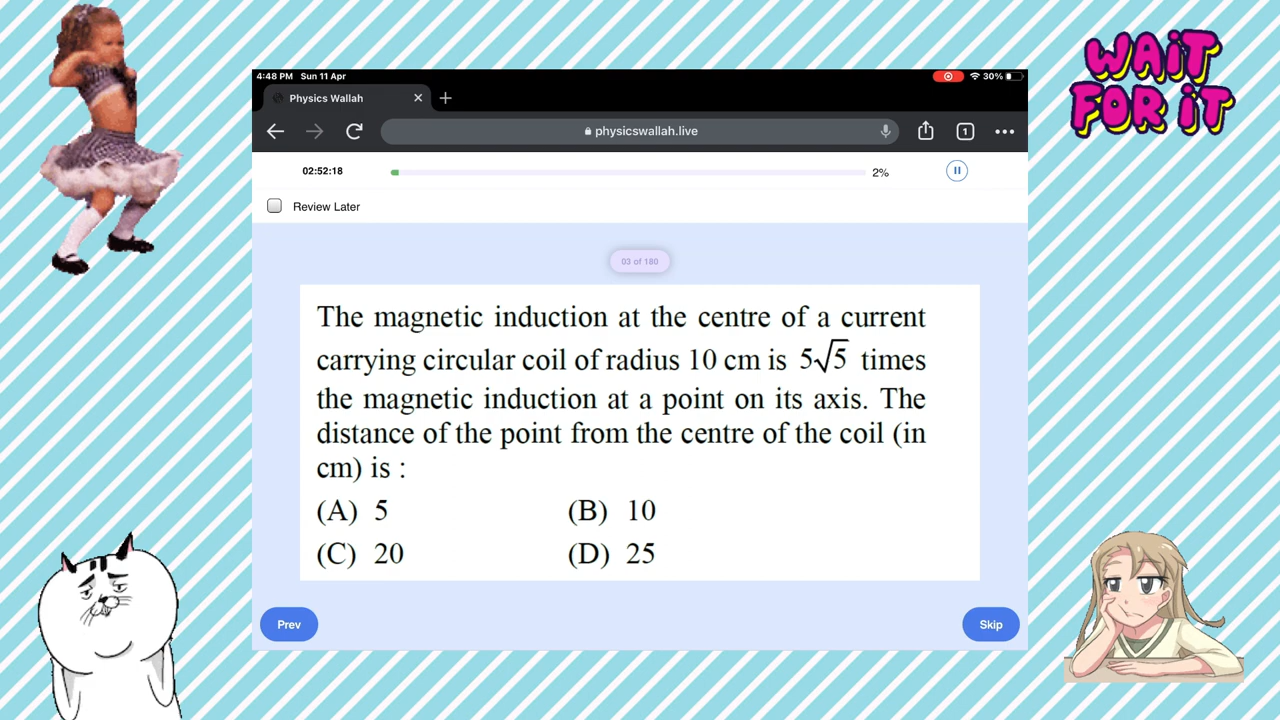 WAiT
FOR iT
4:48 PM Sun 11 Apr
30%
Physics Wallah
physicswallah.live
1
02:52:18
2%
Review Later
03 of 180
The magnetic induction at the centre of a current
carrying circular coil of radius 10 cm is 5√5 times
the magnetic induction at a point on its axis. The
distance of the point from the centre of the coil (in
cm) is :
(A) 5 (B) 10
(C) 20 (D) 25
Prev
Skip